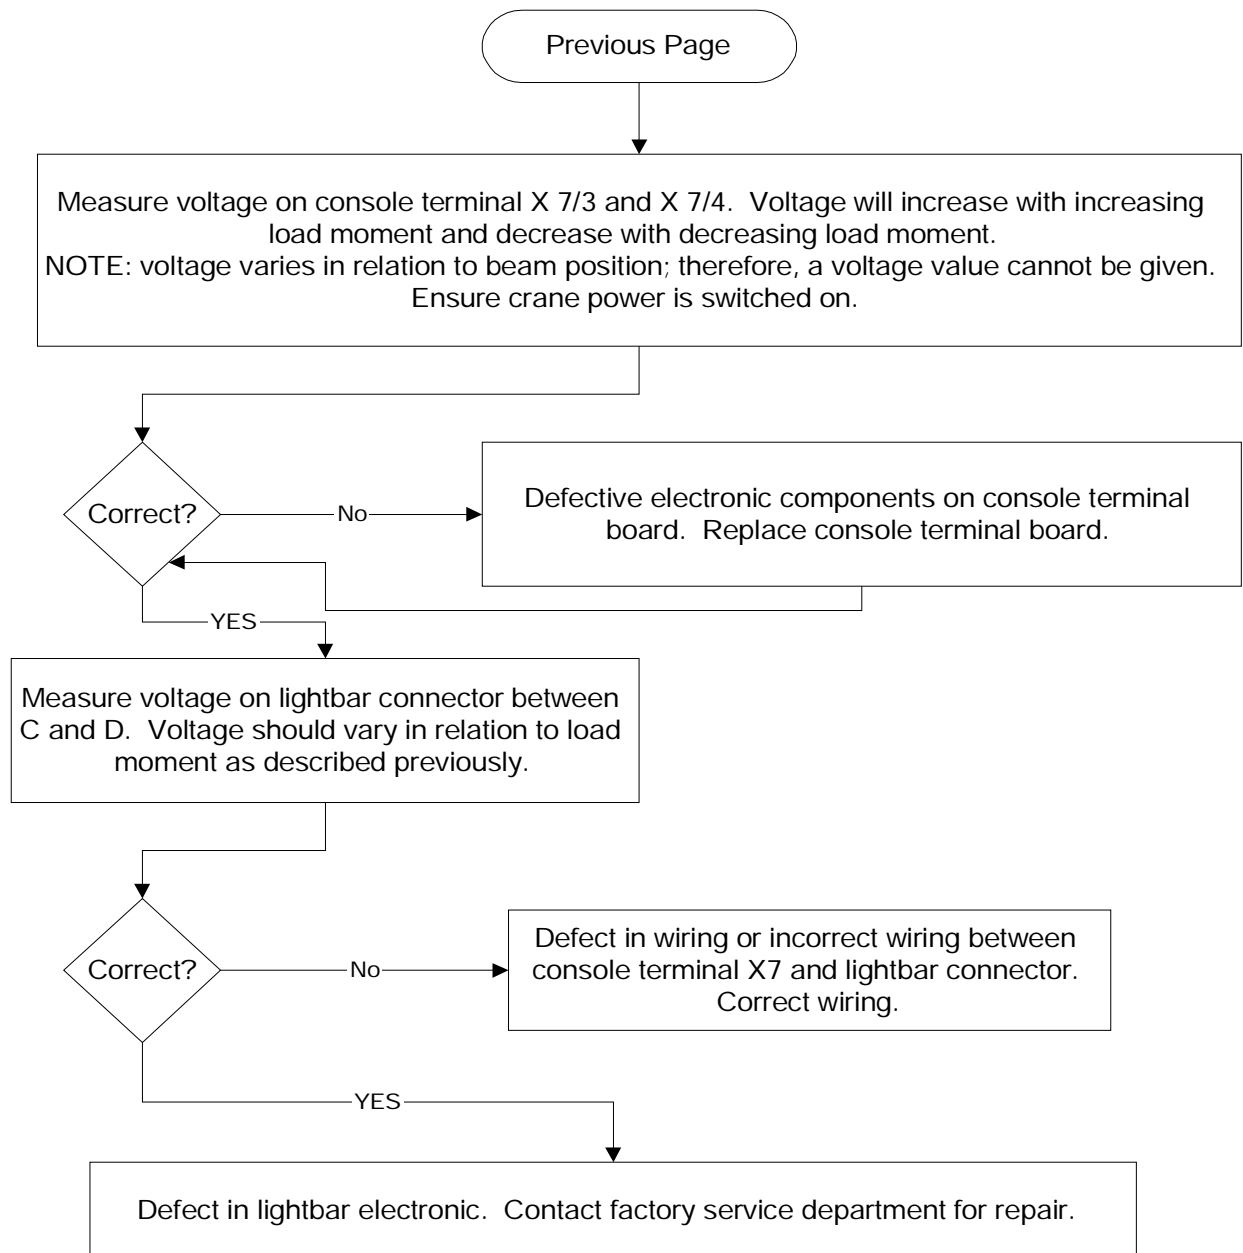 Previous Page
Measure voltage on console terminal X 7/3 and X 7/4.  Voltage will increase with increasing
load moment and decrease with decreasing load moment.
NOTE: voltage varies in relation to beam position; therefore, a voltage value cannot be given.
Ensure crane power is switched on.
Correct?
No
Defective electronic components on console terminal
board.  Replace console terminal board.
YES
Measure voltage on lightbar connector between
C and D.  Voltage should vary in relation to load
moment as described previously.
Correct?
No
Defect in wiring or incorrect wiring between
console terminal X7 and lightbar connector.
Correct wiring.
YES
Defect in lightbar electronic.  Contact factory service department for repair.